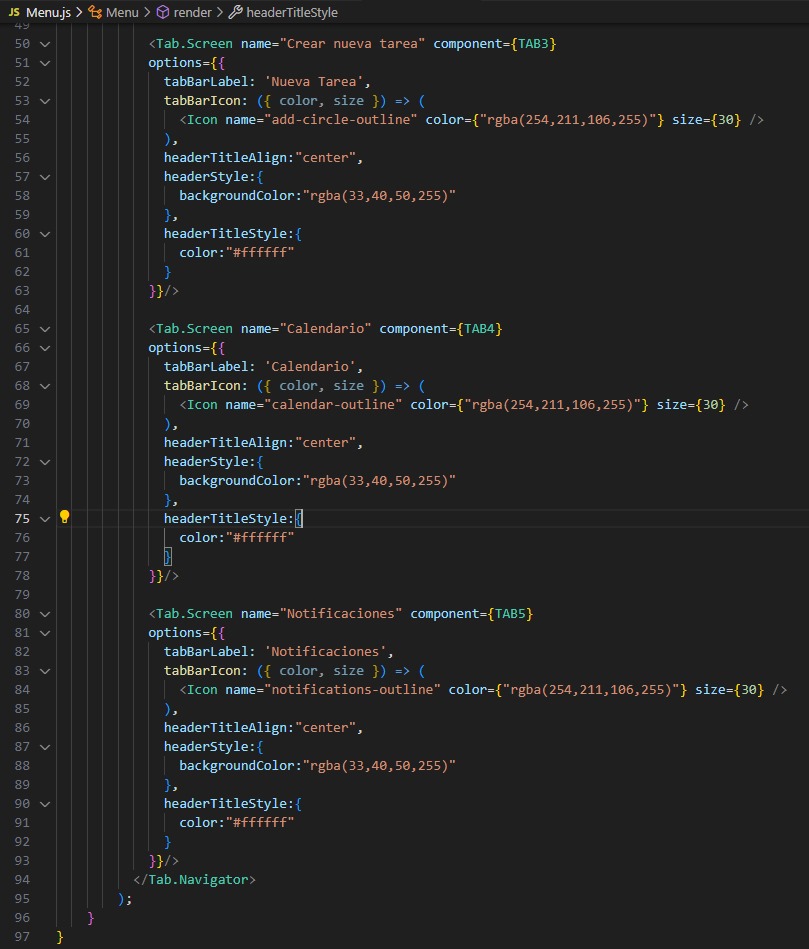 JS Menu.js > Menu > render > headerTitleStyle
49
50 <Tab.Screen name="Crear nueva tarea" component={TAB3}
51 options={{
52 tabBarLabel: 'Nueva Tarea',
53 tabBarIcon: ({ color, size }) => (
54 <Icon name="add-circle-outline" color={"rgba(254,211,106,255)"} size={30} />
55 ),
56 headerTitleAlign:"center",
57 headerStyle:{
58 backgroundColor:"rgba(33,40,50,255)"
59 },
60 headerTitleStyle:{
61 color:"#ffffff"
62 }
63 }}/>
64
65 <Tab.Screen name="Calendario" component={TAB4}
66 options={{
67 tabBarLabel: 'Calendario',
68 tabBarIcon: ({ color, size }) => (
69 <Icon name="calendar-outline" color={"rgba(254,211,106,255)"} size={30} />
70 ),
71 headerTitleAlign:"center",
72 headerStyle:{
73 backgroundColor:"rgba(33,40,50,255)"
74 },
75 headerTitleStyle:{
76 color:"#ffffff"
77 }
78 }}/>
79
80 <Tab.Screen name="Notificaciones" component={TAB5}
81 options={{
82 tabBarLabel: 'Notificaciones',
83 tabBarIcon: ({ color, size }) => (
84 <Icon name="notifications-outline" color={"rgba(254,211,106,255)"} size={30} />
85 ),
86 headerTitleAlign:"center",
87 headerStyle:{
88 backgroundColor:"rgba(33,40,50,255)"
89 },
90 headerTitleStyle:{
91 color:"#ffffff"
92 }
93 }}/>
94 </Tab.Navigator>
95 );
96 }
97 }